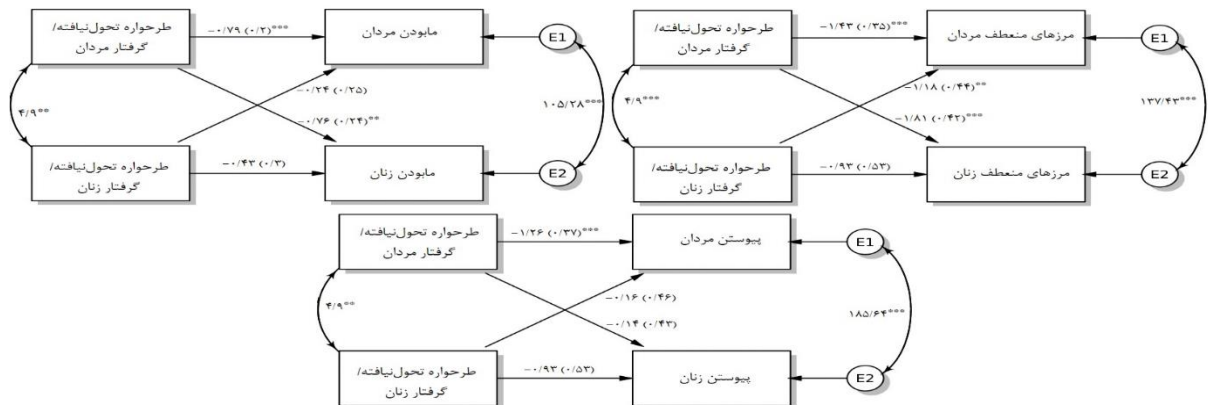 طرحواره تحول‌نیافته/
گرفتار مردان
-۰/۷۹ (۰/۲)***
مابودن مردان
E1
۴/۹**
-۰/۲۴ (۰/۲۵)
-۰/۷۶ (۰/۲۴)**
۱۰۵/۲۸***
طرحواره تحول‌نیافته/
گرفتار زنان
-۰/۴۳ (۰/۳)
مابودن زنان
E2
طرحواره تحول‌نیافته/
گرفتار مردان
-۱/۴۳ (۰/۳۵)***
مرزهای منعطف مردان
E1
۴/۹***
-۱/۱۸ (۰/۴۴)**
-۱/۸۱ (۰/۴۲)***
۱۳۷/۴۳***
طرحواره تحول‌نیافته/
گرفتار زنان
-۰/۹۳ (۰/۵۳)
مرزهای منعطف زنان
E2
طرحواره تحول‌نیافته/
گرفتار مردان
-۱/۲۶ (۰/۳۷)***
پیوستن مردان
E1
۴/۹**
-۰/۱۶ (۰/۴۶)
-۰/۱۴ (۰/۴۳)
۱۸۵/۶۴***
طرحواره تحول‌نیافته/
گرفتار زنان
-۰/۹۳ (۰/۵۳)
پیوستن زنان
E2